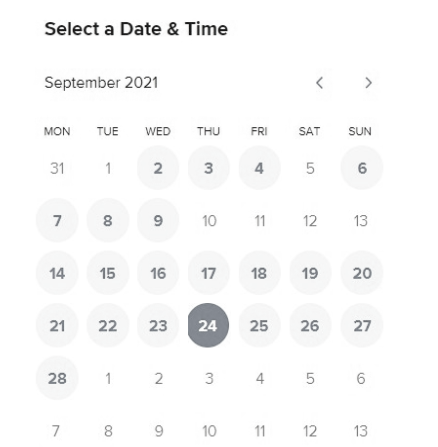 Select a Date & Time
September 2021
MON TUE WED THU FRI SAT SUN
31 1 2 3 4 5 6
7 8 9 10 11 12 13
14 15 16 17 18 19 20
21 22 23 24 25 26 27
28 1 2 3 4 5 6
7 8 9 10 11 12 13